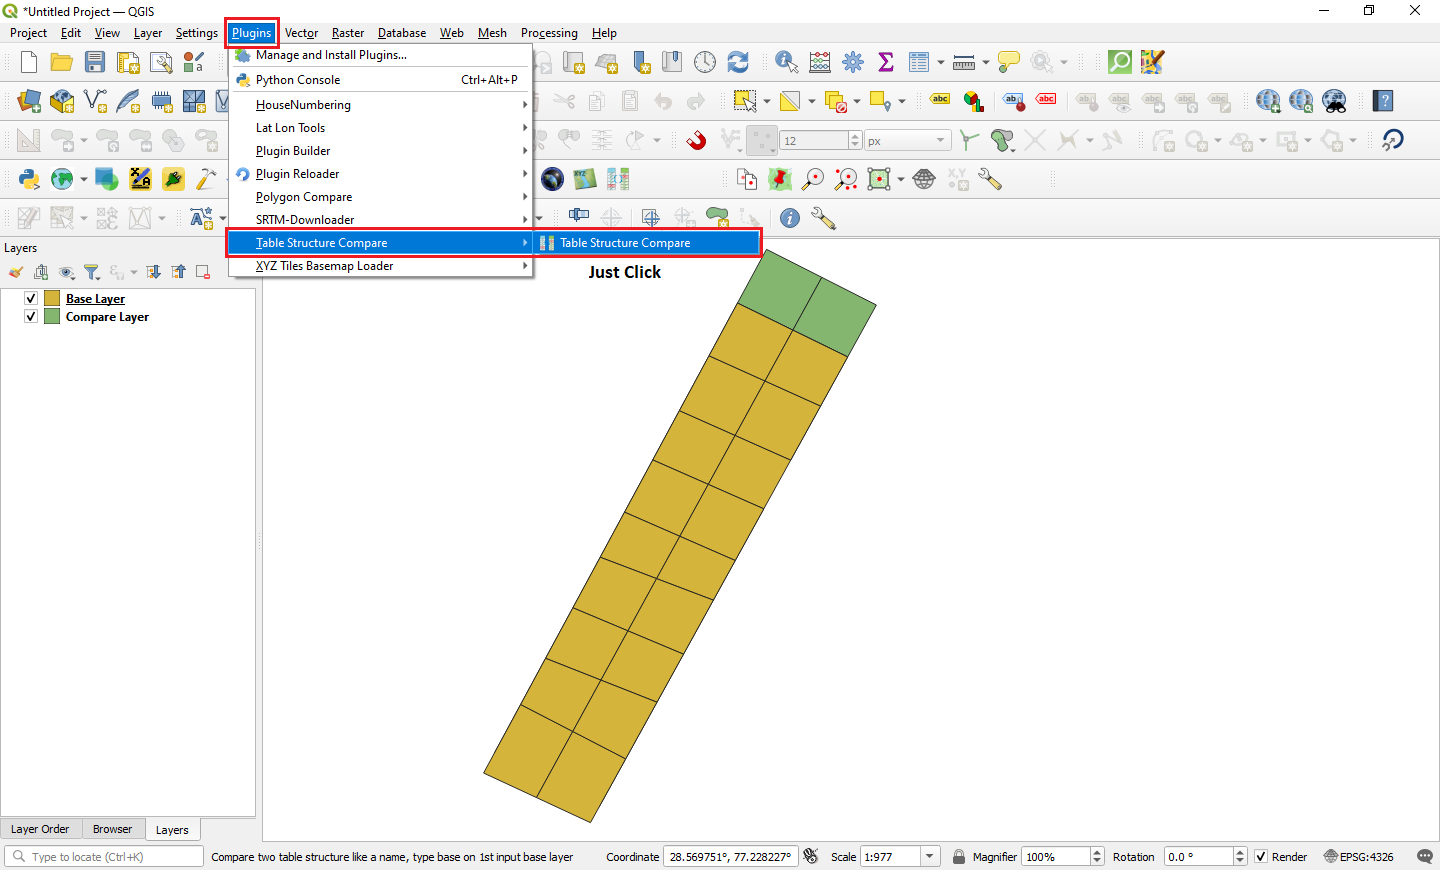 *Untitled Project — QGIS
Project Edit View Layer Settings Plugins Vector Raster Database Web Mesh Processing Help
Manage and Install Plugins...
Python Console Ctrl+Alt+P
HouseNumbering
Lat Lon Tools
Plugin Builder
Plugin Reloader
Polygon Compare
SRTM-Downloader
Table Structure Compare
Table Structure Compare
XYZ Tiles Basemap Loader
Just Click
12 px
abc
ab
abc
XYZ
X,Y
Layers
Base Layer
Compare Layer
Layer Order Browser Layers
Type to locate (Ctrl+K) Compare two table structure like a name, type base on 1st input base layer Coordinate 28.569751°, 77.228227° Scale 1:977 Magnifier 100% Rotation 0.0 ° Render EPSG:4326